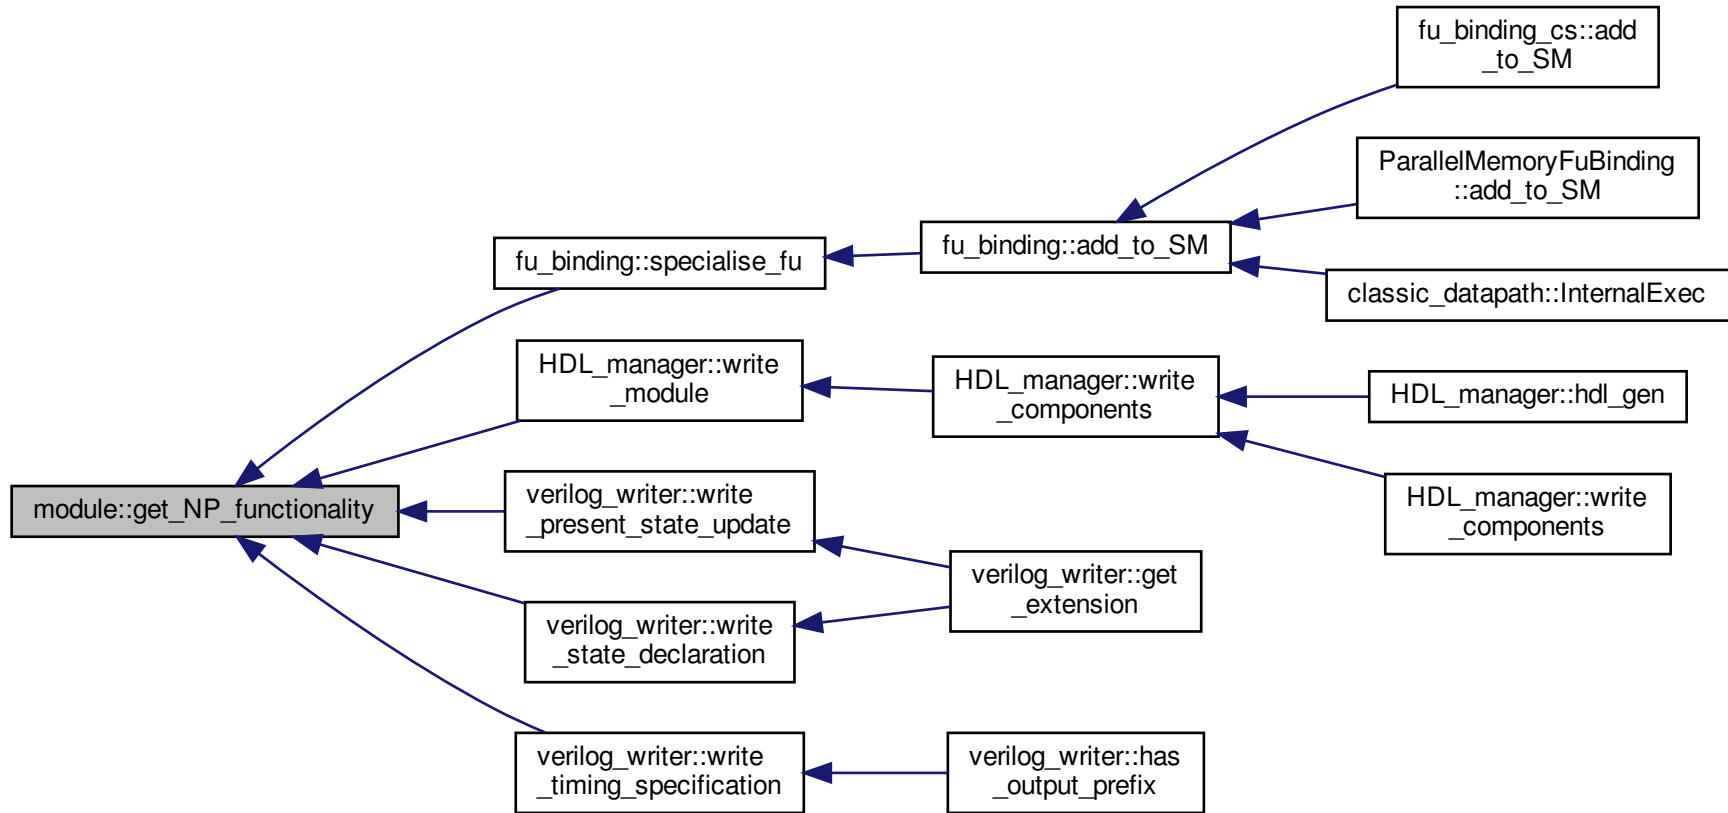 fu_binding_cs::add
_to_SM
ParallelMemoryFuBinding
::add_to_SM
fu_binding::add_to_SM
fu_binding::specialise_fu
classic_datapath::InternalExec
HDL_manager::write
_module
HDL_manager::write
_components
HDL_manager::hdl_gen
HDL_manager::write
_components
module::get_NP_functionality
verilog_writer::write
_present_state_update
verilog_writer::get
_extension
verilog_writer::write
_state_declaration
verilog_writer::write
_timing_specification
verilog_writer::has
_output_prefix